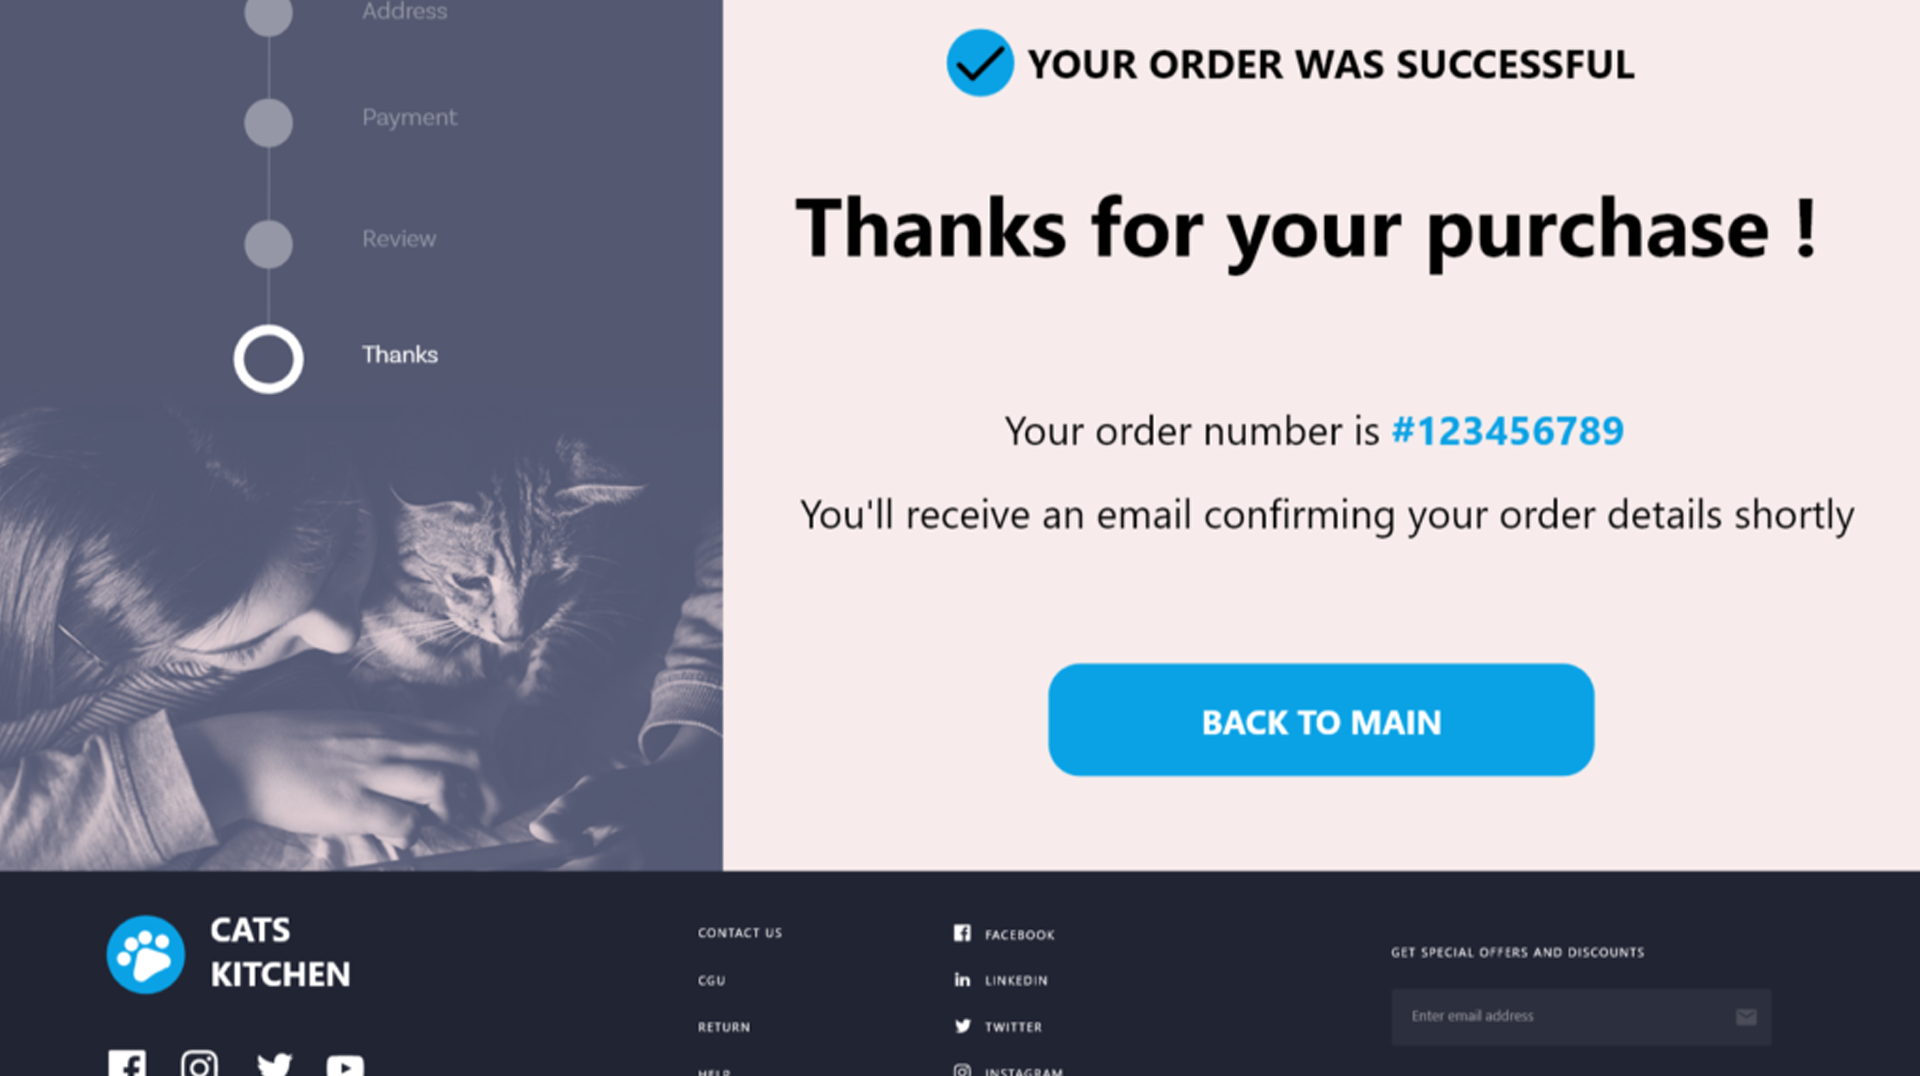 Address
Payment
Review
Thanks
YOUR ORDER WAS SUCCESSFUL
Thanks for your purchase !
Your order number is #123456789
You'll receive an email confirming your order details shortly
BACK TO MAIN
CATS
KITCHEN
CONTACT US
CGU
RETURN
HELP
FACEBOOK
LINKEDIN
TWITTER
INSTAGRAM
GET SPECIAL OFFERS AND DISCOUNTS
Enter email address